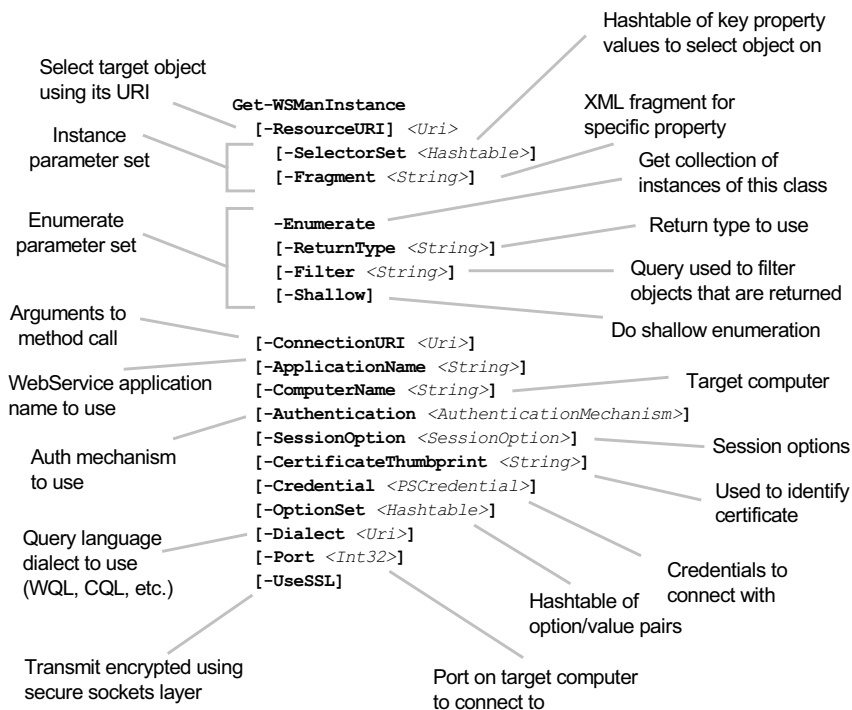 Hashtable of key property
values to select object on
Select target object
using its URI
Get-WSManInstance
[-ResourceURI] <Uri>
XML fragment for
specific property
Instance
parameter set
[-SelectorSet <Hashtable>]
[-Fragment <String>]
Get collection of
instances of this class
Enumerate
parameter set
-Enumerate
[-ReturnType <String>]
[-Filter <String>]
[-Shallow]
Return type to use
Query used to filter
objects that are returned
Do shallow enumeration
Arguments to
method call
[-ConnectionURI <Uri>]
[-ApplicationName <String>]
[-ComputerName <String>]
[-Authentication <AuthenticationMechanism>]
[-SessionOption <SessionOption>]
[-CertificateThumbprint <String>]
[-Credential <PSCredential>]
[-OptionSet <Hashtable>]
[-Dialect <Uri>]
[-Port <Int32>]
[-UseSSL]
WebService application
name to use
Target computer
Auth mechanism
to use
Session options
Used to identify
certificate
Query language
dialect to use
(WQL, CQL, etc.)
Credentials to
connect with
Hashtable of
option/value pairs
Transmit encrypted using
secure sockets layer
Port on target computer
to connect to